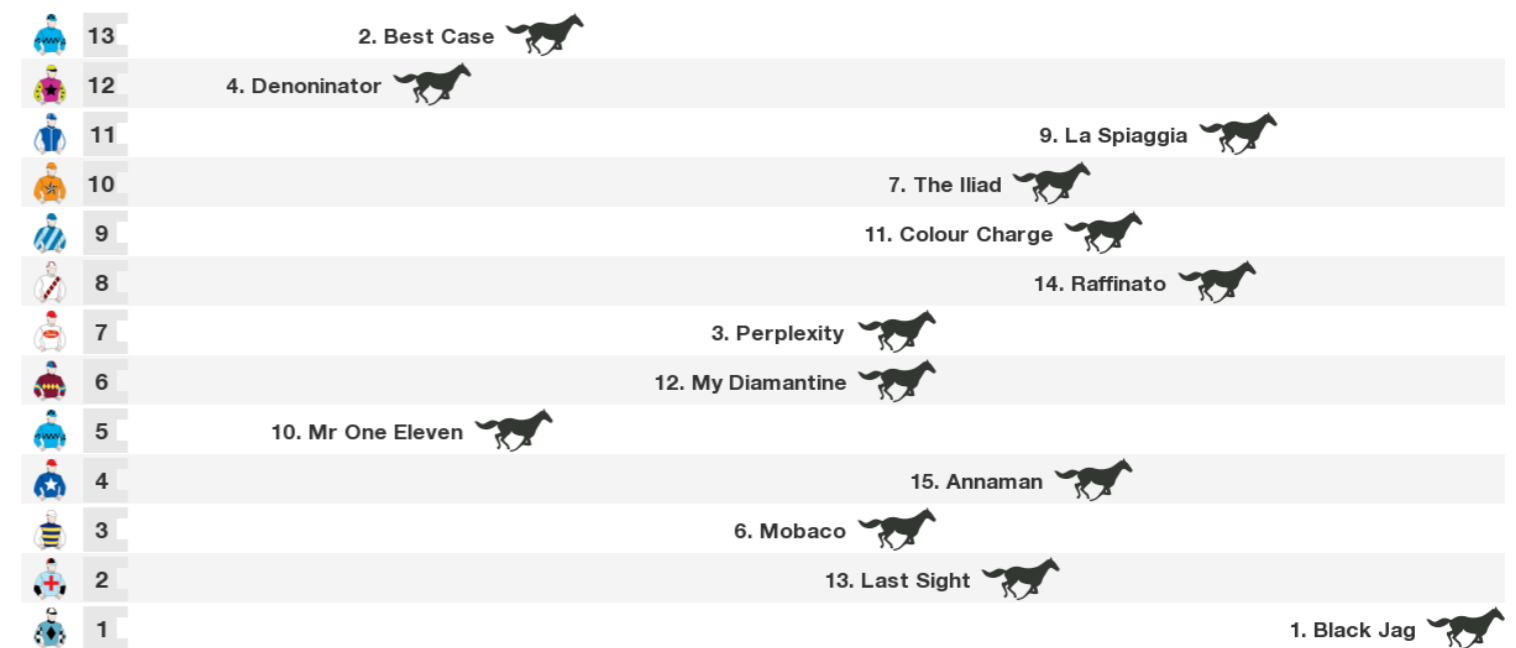 13 2. Best Case
12 4. Denoninator
11 9. La Spiaggia
10 7. The Iliad
9 11. Colour Charge
8 14. Raffinato
7 3. Perplexity
6 12. My Diamantine
5 10. Mr One Eleven
4 15. Annaman
3 6. Mobaco
2 13. Last Sight
1 1. Black Jag